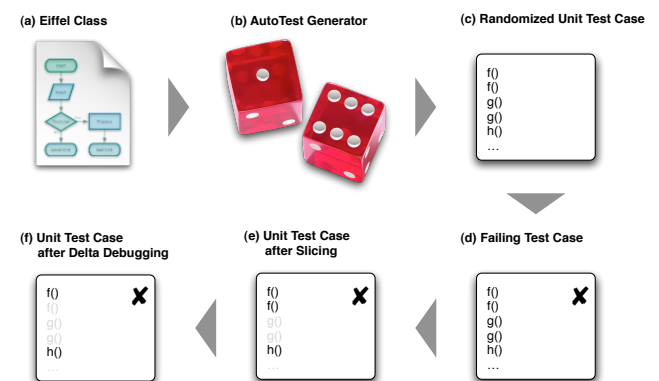 (a) Eiffel Class
(b) AutoTest Generator
(c) Randomized Unit Test Case
f()
f()
g()
g()
h()
…
(f) Unit Test Case
after Delta Debugging
(e) Unit Test Case
after Slicing
(d) Failing Test Case
f()
f()
g()
g()
h()
…
f()
f()
g()
g()
h()
…
f()
f()
g()
g()
h()
…